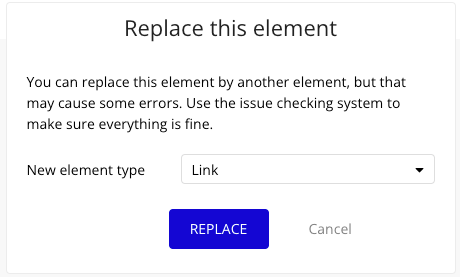 Replace this element
You can replace this element by another element, but that
may cause some errors. Use the issue checking system to
make sure everything is fine.
New element type
Link
REPLACE
Cancel